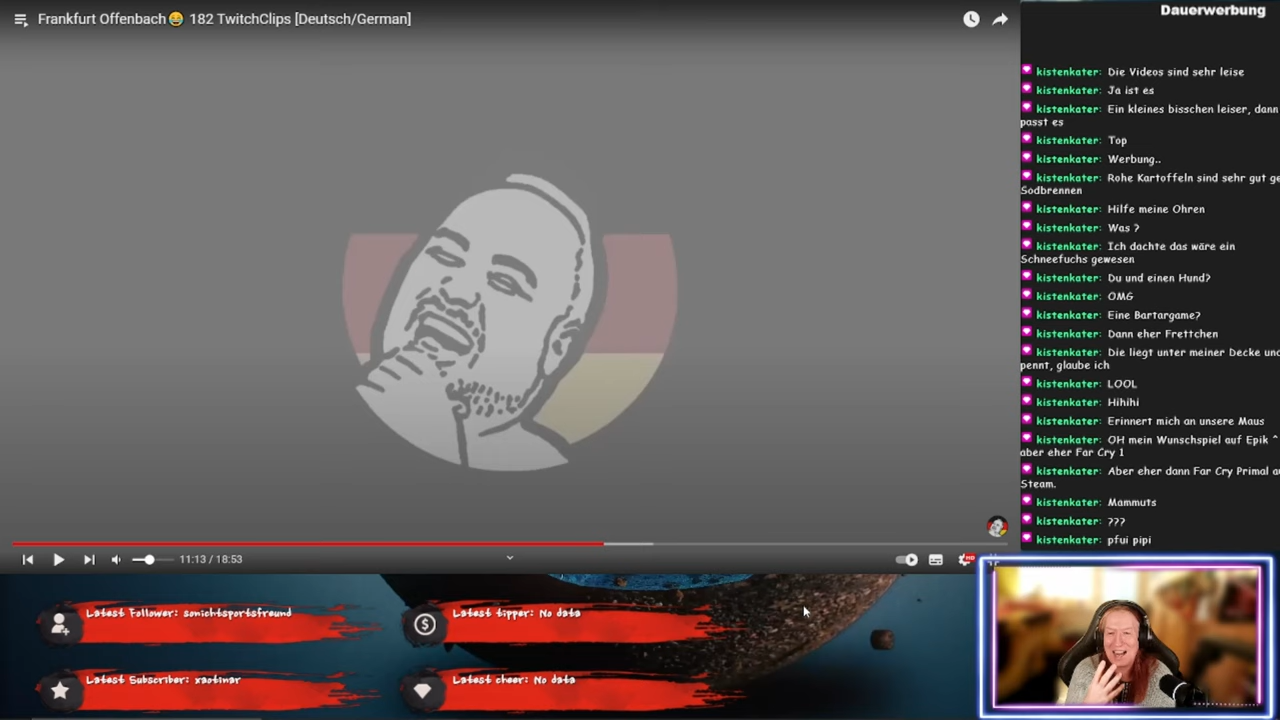 Frankfurt Offenbach😂 182 TwitchClips [Deutsch/German]
Dauerwerbung
kistenkater: Die Videos sind sehr leise
kistenkater: Ja ist es
kistenkater: Ein kleines bisschen leiser, dann
passt es
kistenkater: Top
kistenkater: Werbung..
kistenkater: Rohe Kartoffeln sind sehr gut
Sodbrennen
kistenkater: Hilfe meine Ohren
kistenkater: Was ?
kistenkater: Ich dachte das wäre ein
Schneefuchs gewesen
kistenkater: Du und einen Hund?
kistenkater: OMG
kistenkater: Eine Bartargame?
kistenkater: Dann eher Frettchen
kistenkater: Die liegt unter meiner Decke und
pennt, glaube ich
kistenkater: LOOL
kistenkater: Hihihi
kistenkater: Erinnert mich an unsere Maus
kistenkater: OH mein Wunschspiel auf Epik ^
aber eher Far Cry 1
kistenkater: Aber eher dann Far Cry Primal
Steam.
kistenkater: Mammuts
kistenkater: ???
kistenkater: pfui pipi
11:13 / 18:53
HD
Latest Follower: sonichtsportsfreund
Latest tipper: No data
Latest Subscriber: xaotinar
Latest cheer: No data